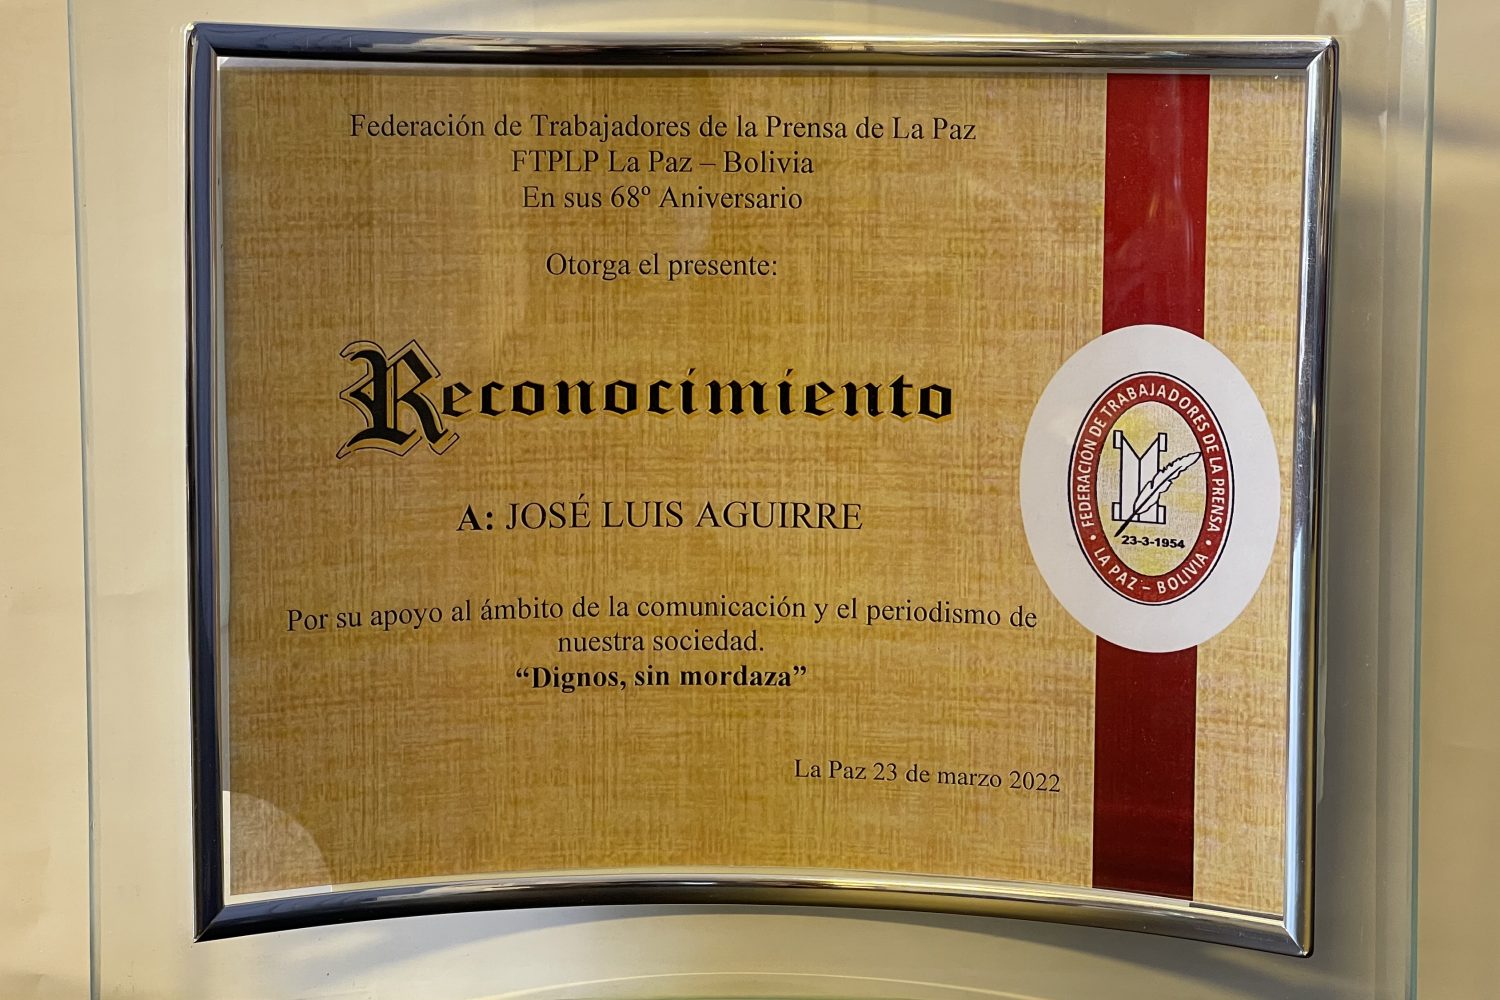 Federación de Trabajadores de la Prensa de La Paz
FTPLP La Paz – Bolivia
En sus 68º Aniversario
Otorga el presente:
Reconocimiento
A: JOSÉ LUIS AGUIRRE
Por su apoyo al ámbito de la comunicación y el periodismo de
nuestra sociedad.
“Dignos, sin mordaza”
La Paz 23 de marzo 2022
FEDERACIÓN DE TRABAJADORES DE LA PRENSA
23-3-1954
• LA PAZ – BOLIVIA •